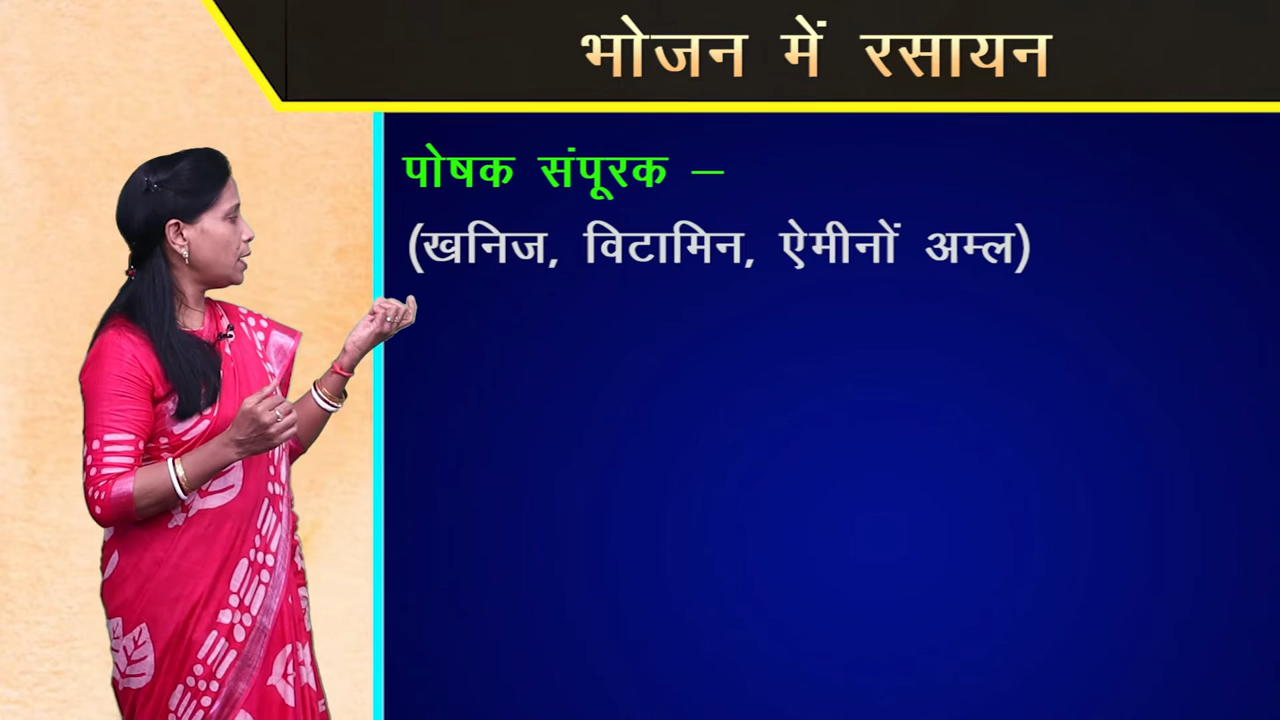 भोजन में रसायन
पोषक संपूरक –
(खनिज, विटामिन, ऐमीनों अम्ल)